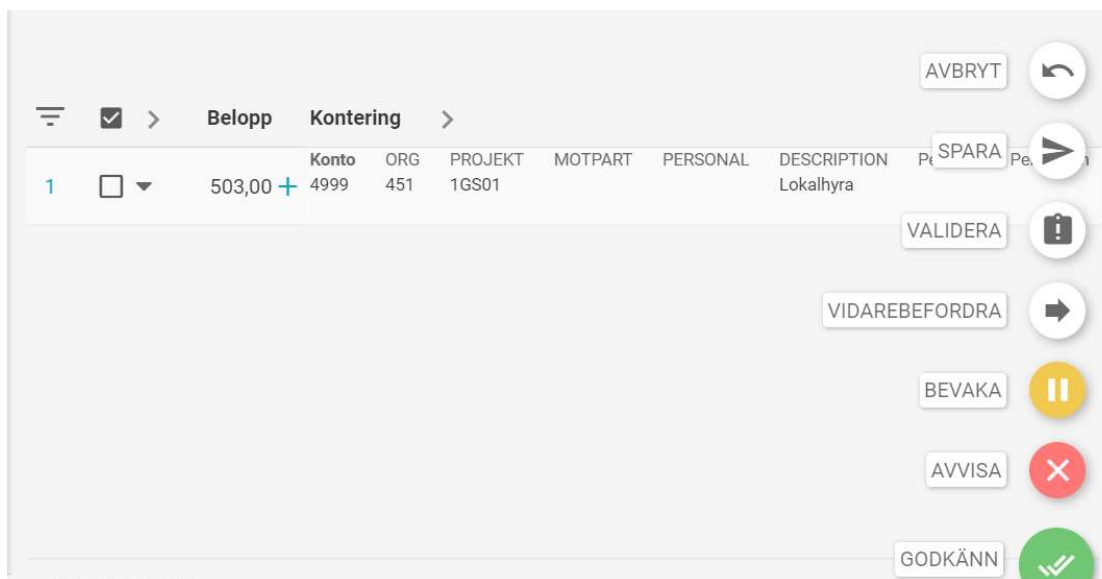 AVBRYT
Belopp Kontering
SPARA
Konto ORG PROJEKT MOTPART PERSONAL DESCRIPTION
1 503,00 4999 451 1GS01 Lokalhyra
VALIDERA
VIDAREBEFORDRA
BEVAKA
AVVISA
GODKÄNN